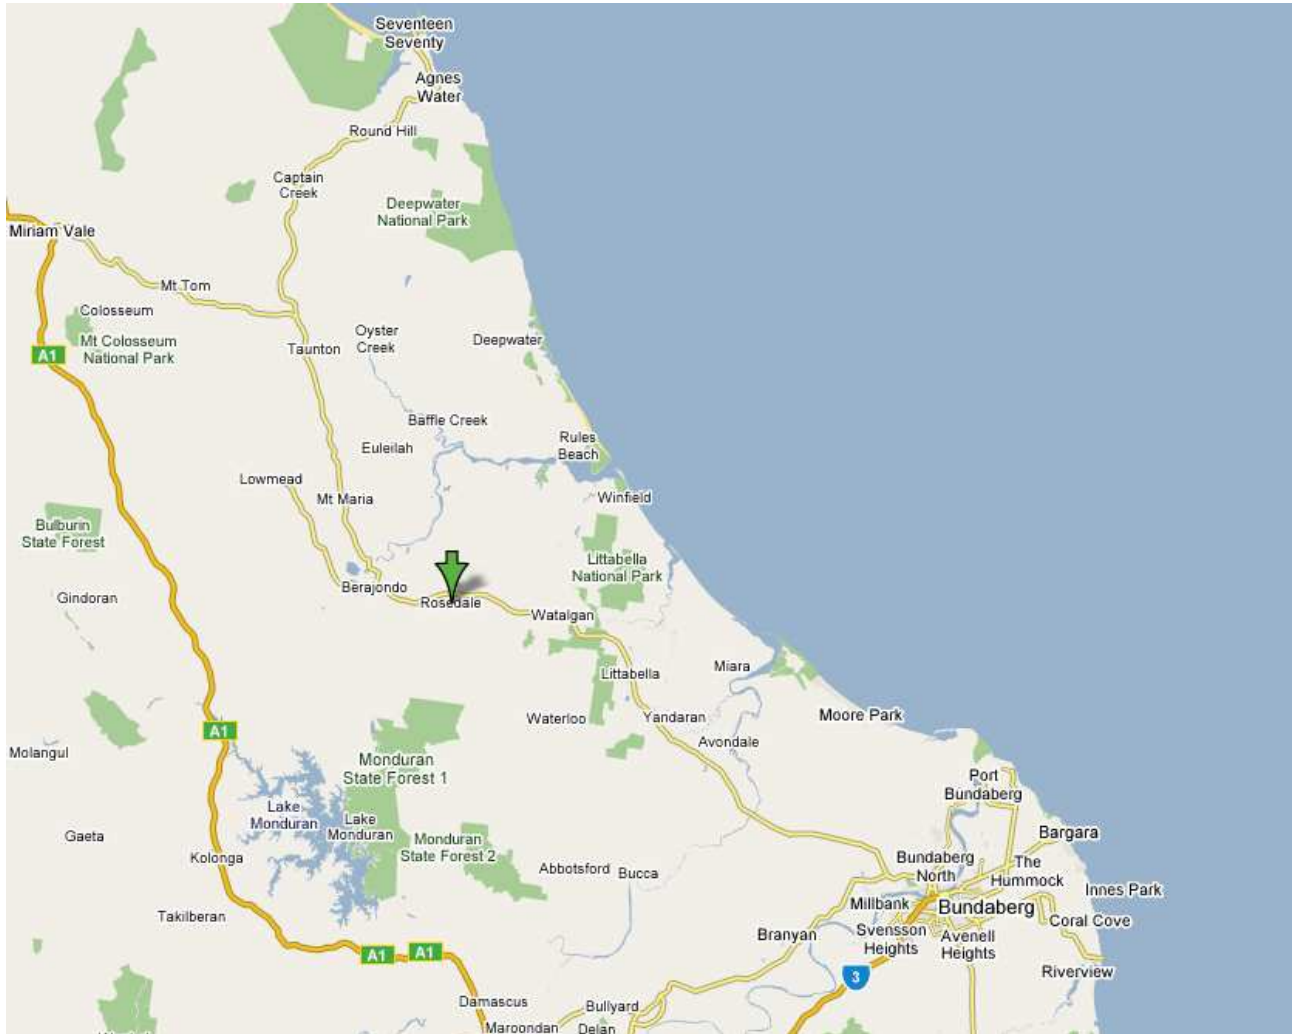 Seventeen
Seventy
Agnes
Water
Round Hill
Captain
Creek
Deepwater
National Park
Miriam Vale
Mt Tom
Colosseum
Mt Colosseum
National Park
A1
Taunton
Oyster
Creek
Deepwater
Baffle Creek
Euleilah
Rules
Beach
Lowmead
Mt Maria
Winfield
Bulburin
State Forest
Littabella
National Park
Berajondo
Gindoran
Rosedale
Watalgan
Miara
Littabella
Waterloo
Yandaran
Moore Park
A1
Avondale
Molangul
Monduran
State Forest 1
Port
Bundaberg
Lake
Monduran
Lake
Monduran
Gaeta
Monduran
State Forest 2
Bargara
Kolonga
Abbotsford
Bucca
Bundaberg
North
The
Hummock
Innes Park
Millbank
Bundaberg
Takilberan
Coral Cove
Branyan
Svensson
Heights
Avenell
Heights
A1
A1
Riverview
3
Damascus
Bullyard
Maroondan
Delan